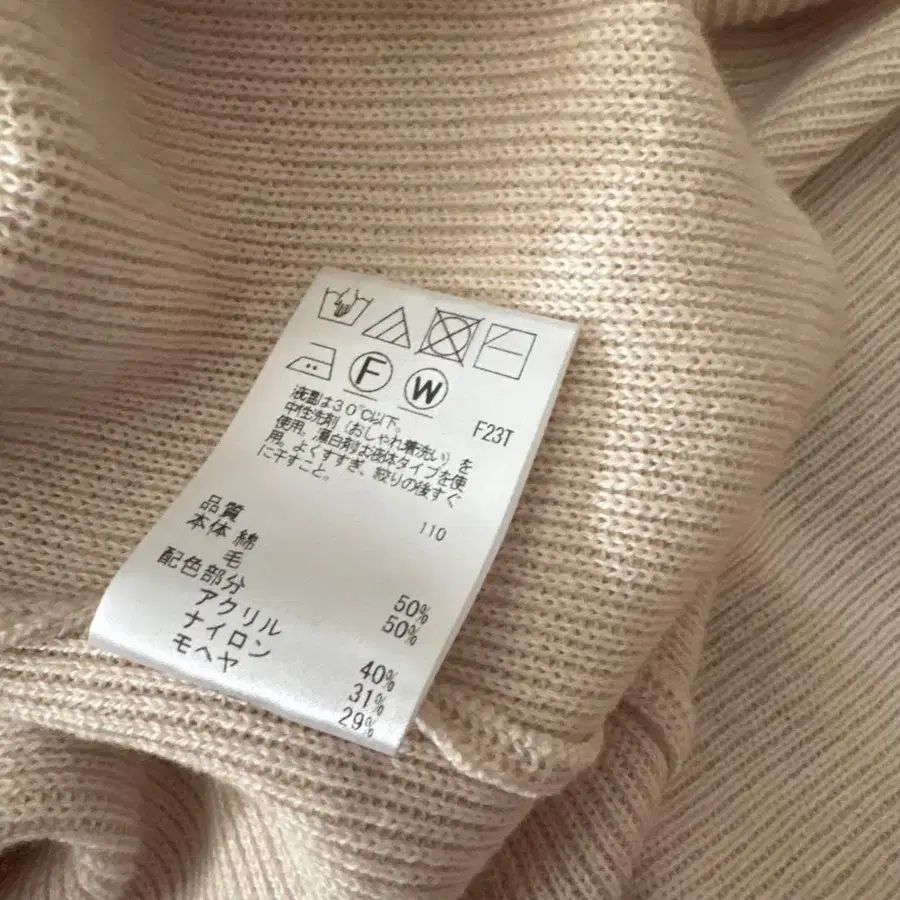 F
W
F23T
液温は30℃以下。
中性洗剤（おしゃれ着洗い）を
使用。漂白剤は液体タイプを使
用。よくすすぎ、絞りの後すぐ
に干すこと。
110
品質
本体 綿 50%
毛 50%
配色部分
アクリル 40%
ナイロン 31%
モヘヤ 29%